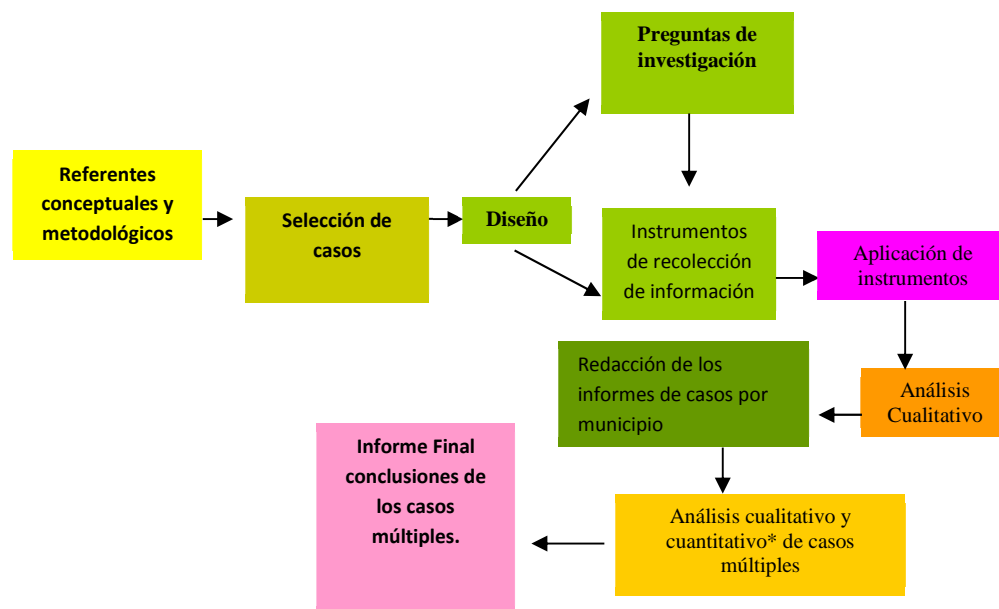 Preguntas de
investigación
Referentes
conceptuales y
metodológicos
Selección de
casos
Diseño
Instrumentos
de recolección
de información
Aplicación de
instrumentos
Análisis
Cualitativo
Redacción de los
informes de casos por
municipio
Análisis cualitativo y
cuantitativo* de casos
múltiples
Informe Final
conclusiones de
los casos
múltiples.